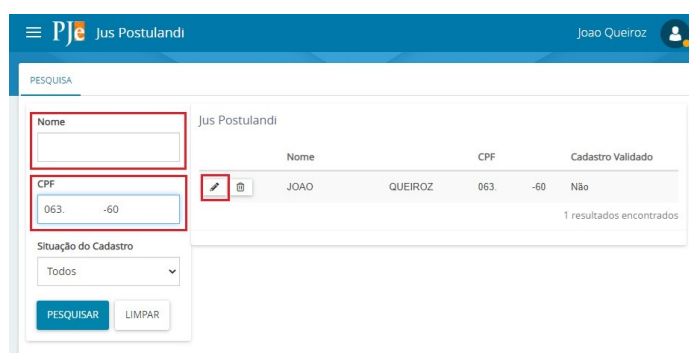 PJe Jus Postulandi Joao Queiroz
PESQUISA
Nome
CPF
063. -60
Situação do Cadastro
Todos
PESQUISAR LIMPAR
Jus Postulandi
Nome CPF Cadastro Validado
JOAO QUEIROZ 063. -60 Não
1 resultados encontrados